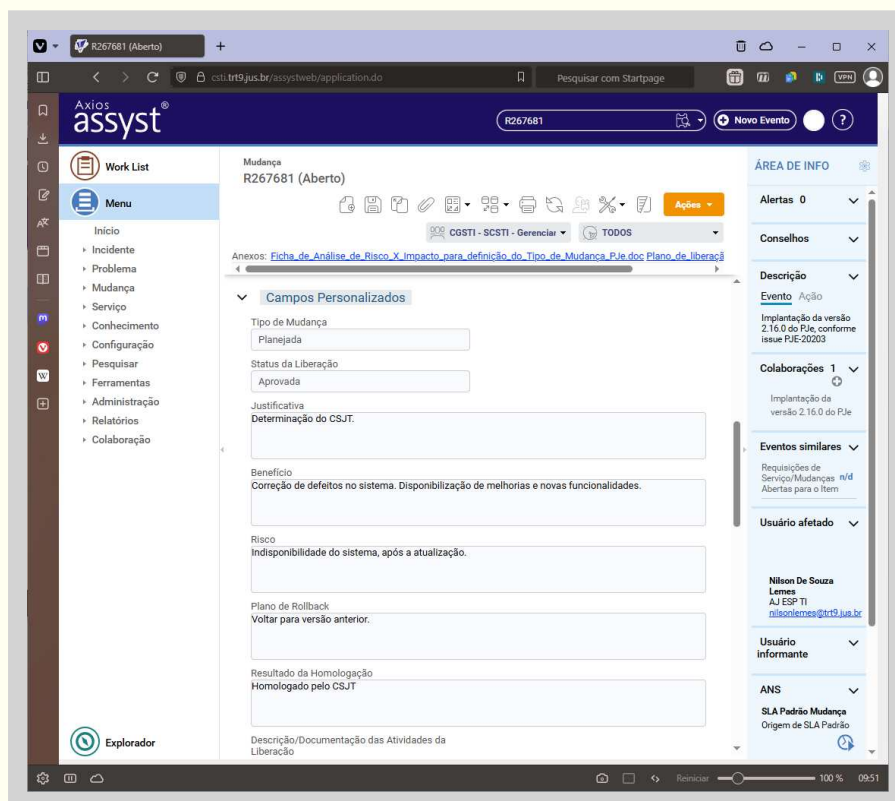 R267681 (Aberto)
csti.trt9.jus.br/assystweb/application.do
Pesquisar com Startpage
VPN
Axios
assyst®
R267681
Novo Evento
?
Work List
Menu
Início
Incidente
Problema
Mudança
Serviço
Conhecimento
Configuração
Pesquisar
Ferramentas
Administração
Relatórios
Colaboração
Explorador
Mudança
R267681 (Aberto)
Ações
CGSTI - SCSTI - Gerenciar
TODOS
Anexos: Ficha_de_Análise_de_Risco_X_Impacto_para_definição_do_Tipo_de_Mudança_PJe.doc Plano_de_liberaçã
Campos Personalizados
Tipo de Mudança
Planejada
Status da Liberação
Aprovada
Justificativa
Determinação do CSJT.
Benefício
Correção de defeitos no sistema. Disponibilização de melhorias e novas funcionalidades.
Risco
Indisponibilidade do sistema, após a atualização.
Plano de Rollback
Voltar para versão anterior.
Resultado da Homologação
Homologado pelo CSJT
Descrição/Documentação das Atividades da
Liberação
ÁREA DE INFO
Alertas 0
Conselhos
Descrição
Evento Ação
Implantação da versão
2.16.0 do PJe, conforme
issue PJE-20203
Colaborações 1
Implantação da
versão 2.16.0 do PJe
Eventos similares
Requisições de
Serviço/Mudanças n/d
Abertas para o Item
Usuário afetado
Nilson De Souza
Lemes
AJ ESP TI
nilsonlemes@trt9.jus.br
Usuário
informante
ANS
SLA Padrão Mudança
Origem de SLA Padrão
Reiniciar
100 %
09:51